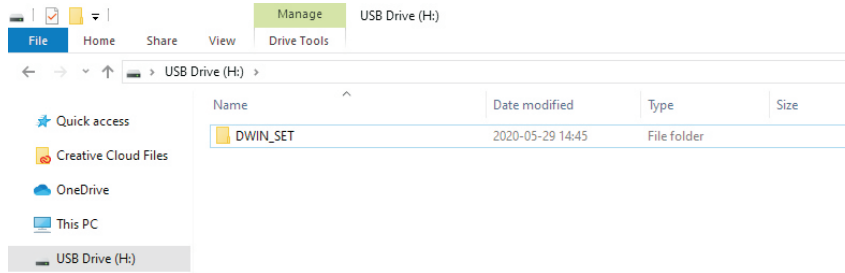 Manage USB Drive (H:)
File Home Share View Drive Tools
USB Drive (H:)
Name Date modified Type Size
Quick access
DWIN_SET 2020-05-29 14:45 File folder
Creative Cloud Files
OneDrive
This PC
USB Drive (H:)